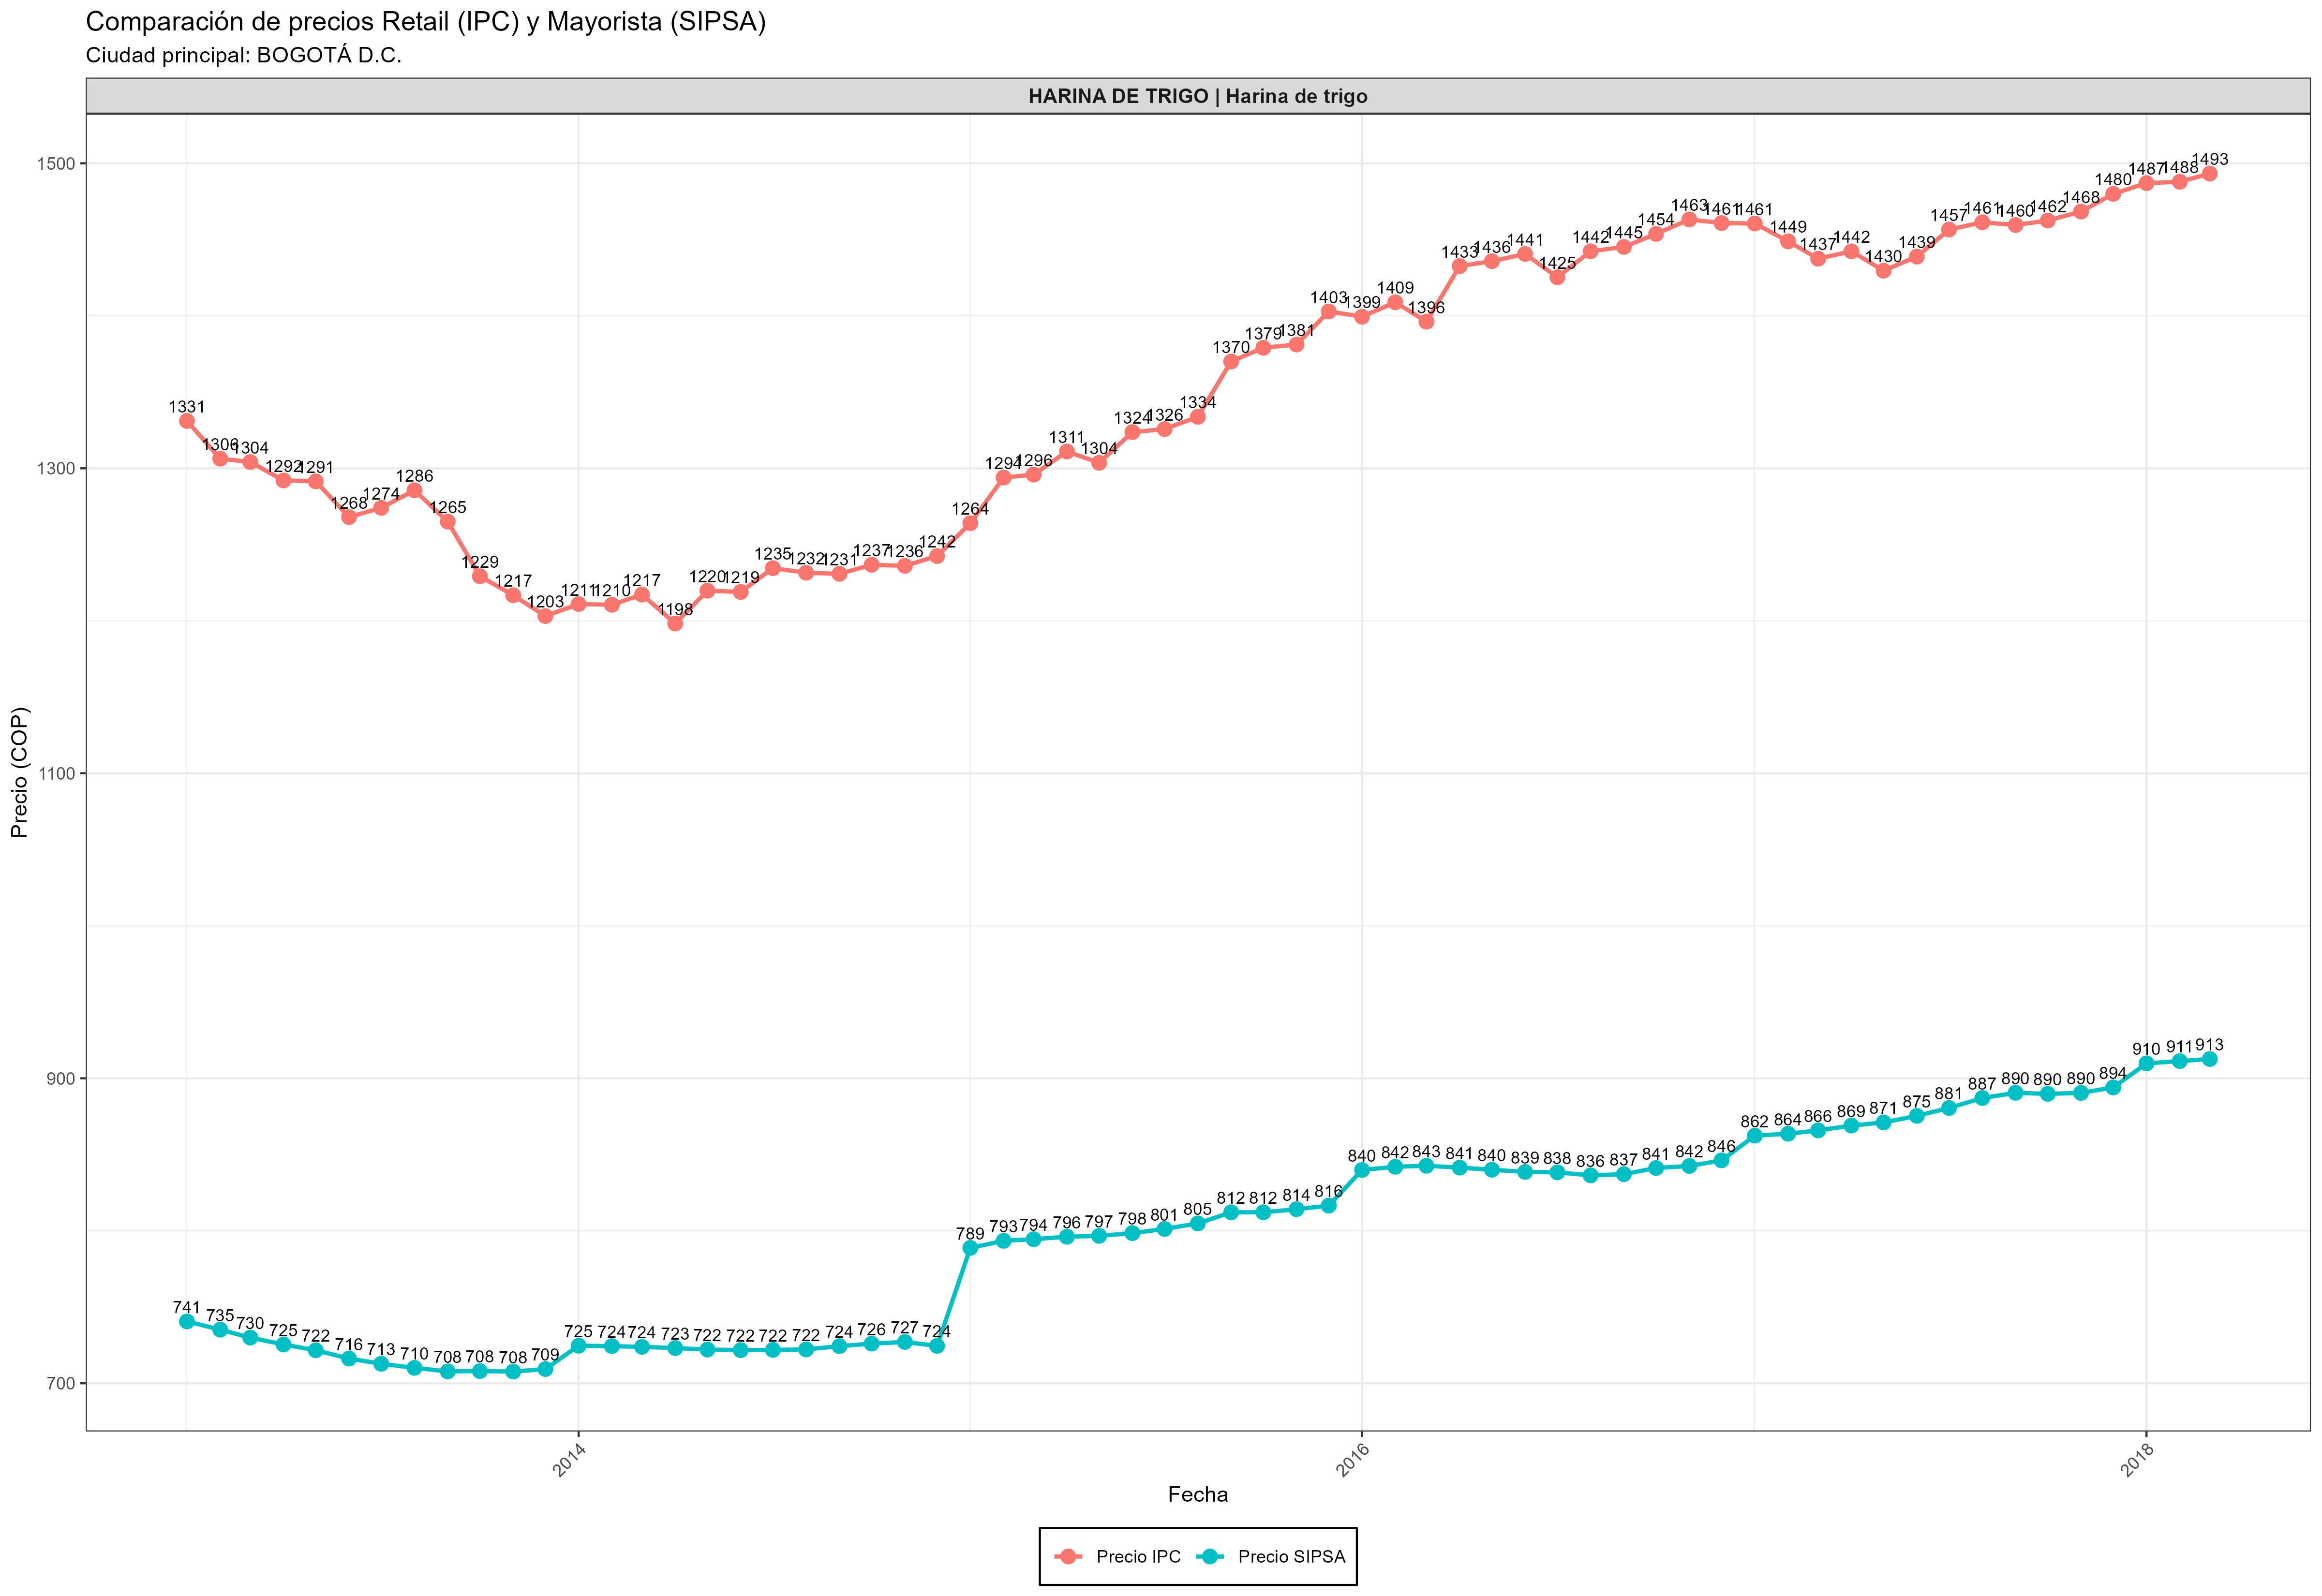 Comparación de precios Retail (IPC) y Mayorista (SIPSA)
Ciudad principal: BOGOTÁ D.C.
HARINA DE TRIGO | Harina de trigo
Precio (COP)
1500
1300
1100
900
700
1331 1306 1304 1292 1291 1268 1274 1286 1265 1229 1217 1203 1211 1210 1217 1198 1220 1219 1235 1232 1231 1237 1236 1242 1264 1294 1296 1311 1304 1324 1326 1334 1370 1379 1381 1403 1399 1409 1396 1433 1436 1441 1425 1442 1445 1454 1463 1461 1461 1449 1437 1442 1430 1439 1457 1461 1460 1462 1468 1480 1487 1488 1493
741 735 730 725 722 716 713 710 708 708 708 709 725 724 724 723 722 722 722 722 724 726 727 724 789 793 794 796 797 798 801 805 812 812 814 816 840 842 843 841 840 839 838 836 837 841 842 846 862 864 866 869 871 875 881 887 890 890 890 894 910 911 913
2014
2016
2018
Fecha
Precio IPC
Precio SIPSA